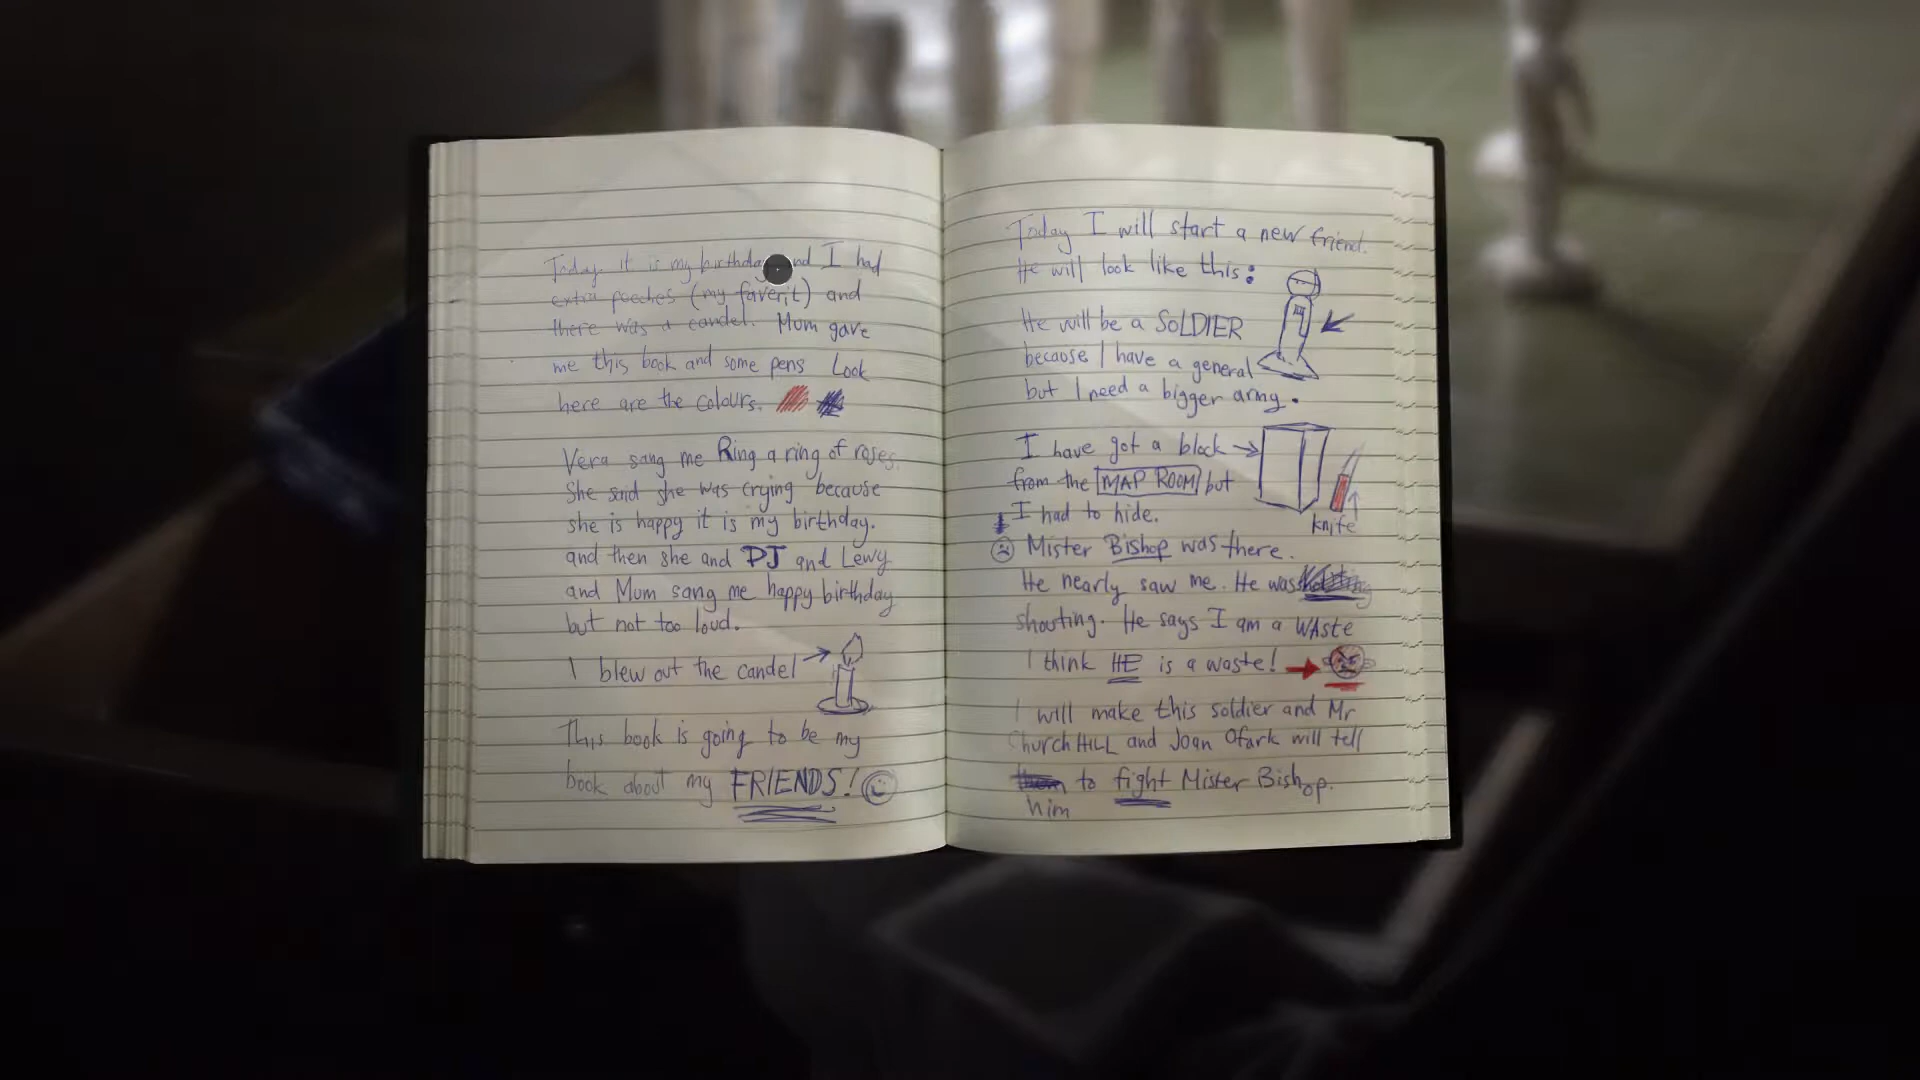 Today it is my birthday and I had
extra peeches (my faverit) and
there was a candel. Mum gave
me this book and some pens Look
here are the colours.
Vera sang me Ring a ring of roses.
She said she was crying because
she is happy it is my birthday.
and then she and PJ and Lewy
and Mum sang me happy birthday
but not too loud.
I blew out the candel
This book is going to be my
book about my FRIENDS!
Today I will start a new friend.
He will look like this:
He will be a SOLDIER
because I have a general
but I need a bigger army.
I have got a block
from the MAP ROOM but
knife
I had to hide.
Mister Bishop was there.
He nearly saw me. He was
shouting. He says I am a WAste
I think HE is a waste!
I will make this soldier and Mr
ChurchHILL and Joan Ofark will tell
to fight Mister Bishop.
him